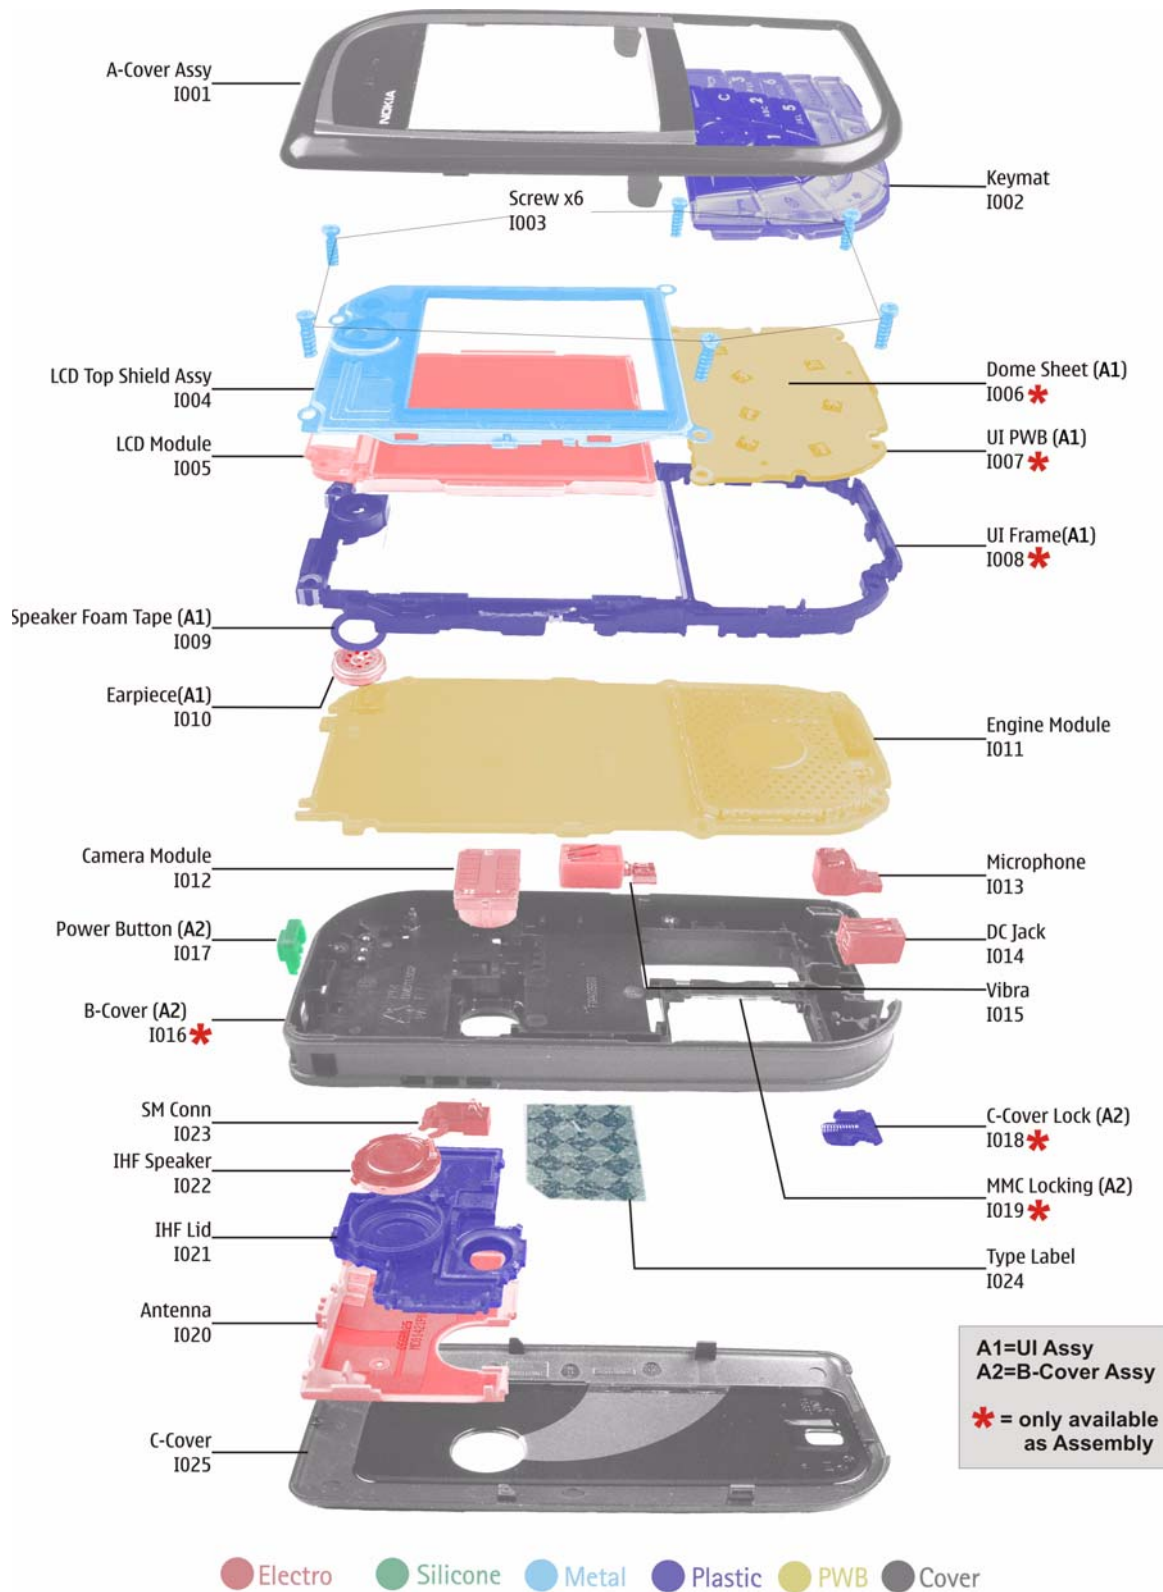 A-Cover Assy
I001
NOKIA
Keymat
I002
Screw x6
I003
LCD Top Shield Assy
I004
Dome Sheet (A1)
I006 *
LCD Module
I005
UI PWB (A1)
I007 *
UI Frame(A1)
I008 *
Speaker Foam Tape (A1)
I009
Earpiece(A1)
I010
Engine Module
I011
Camera Module
I012
Microphone
I013
Power Button (A2)
I017
DC Jack
I014
Vibra
I015
B-Cover (A2)
I016 *
SM Conn
I023
C-Cover Lock (A2)
I018 *
IHF Speaker
I022
MMC Locking (A2)
I019 *
IHF Lid
I021
Type Label
I024
Antenna
I020
A1=UI Assy
A2=B-Cover Assy
* = only available
as Assembly
C-Cover
I025
Electro Silicone Metal Plastic PWB Cover